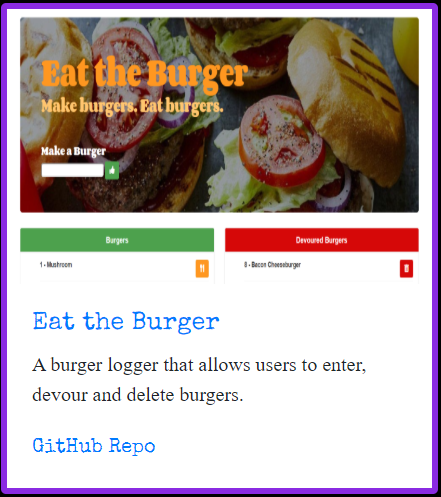 Eat the Burger
Make burgers. Eat burgers.
Make a Burger
Burgers
Devoured Burgers
1 - Mushroom
8 - Bacon Cheeseburger
Eat the Burger
A burger logger that allows users to enter,
devour and delete burgers.
GitHub Repo